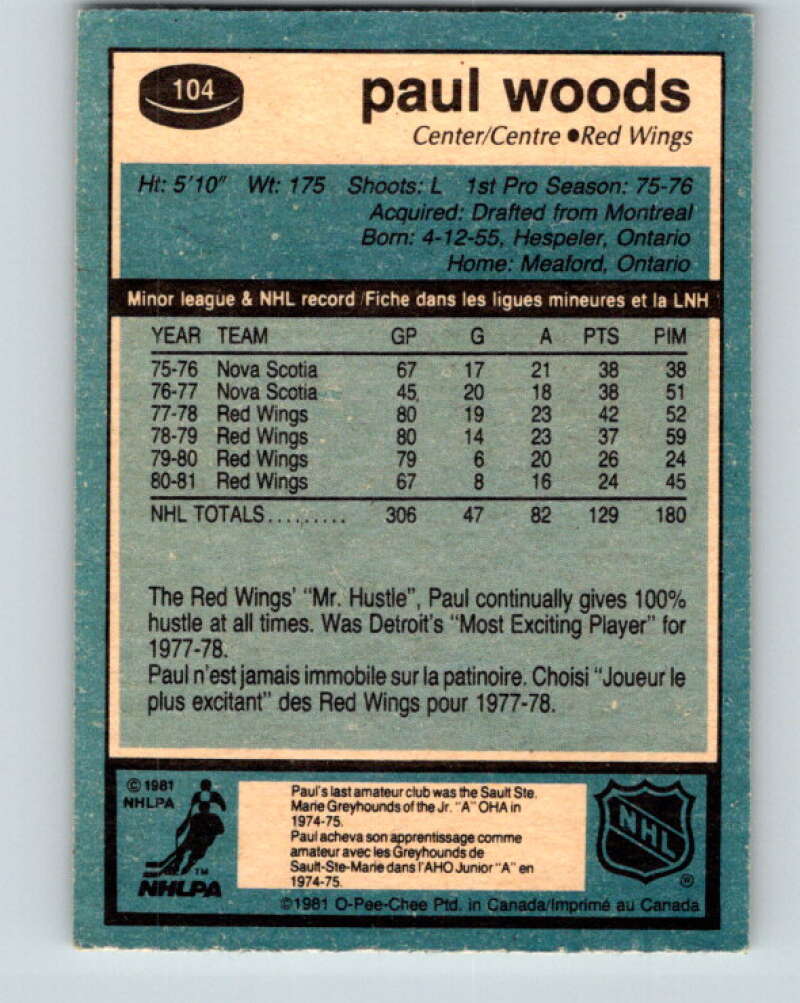 104
paul woods
Center/Centre ●Red Wings
Ht: 5'10" Wt: 175 Shoots: L 1st Pro Season: 75-76
Acquired: Drafted from Montreal
Born: 4-12-55, Hespeler, Ontario
Home: Meaford, Ontario
Minor league & NHL record/Fiche dans les ligues mineures et la LNH
YEAR TEAM GP G A PTS PIM
75-76 Nova Scotia 67 17 21 38 38
76-77 Nova Scotia 45 20 18 38 51
77-78 Red Wings 80 19 23 42 52
78-79 Red Wings 80 14 23 37 59
79-80 Red Wings 79 6 20 26 24
80-81 Red Wings 67 8 16 24 45
NHL TOTALS......... 306 47 82 129 180
The Red Wings' "Mr. Hustle", Paul continually gives 100%
hustle at all times. Was Detroit's "Most Exciting Player" for
1977-78.
Paul n'est jamais immobile sur la patinoire. Choisi "Joueur le
plus excitant" des Red Wings pour 1977-78.
© 1981
NHLPA
TM
NHLPA
Paul's last amateur club was the Sault Ste.
Marie Greyhounds of the Jr. "A" OHA in
1974-75.
Paul acheva son apprentissage comme
amateur avec les Greyhounds de
Sault-Ste-Marie dans l'AHO Junior "A" en
1974-75.
NHL
®
©1981 O-Pee-Chee Ptd. in Canada/Imprimé au Canada